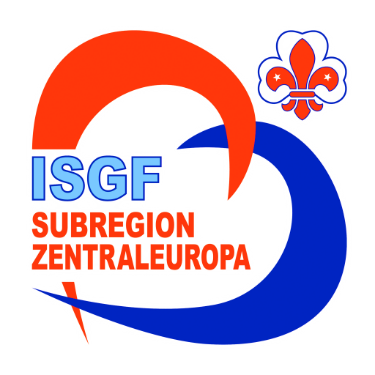 ISGF
SUBREGION
ZENTRALEUROPA